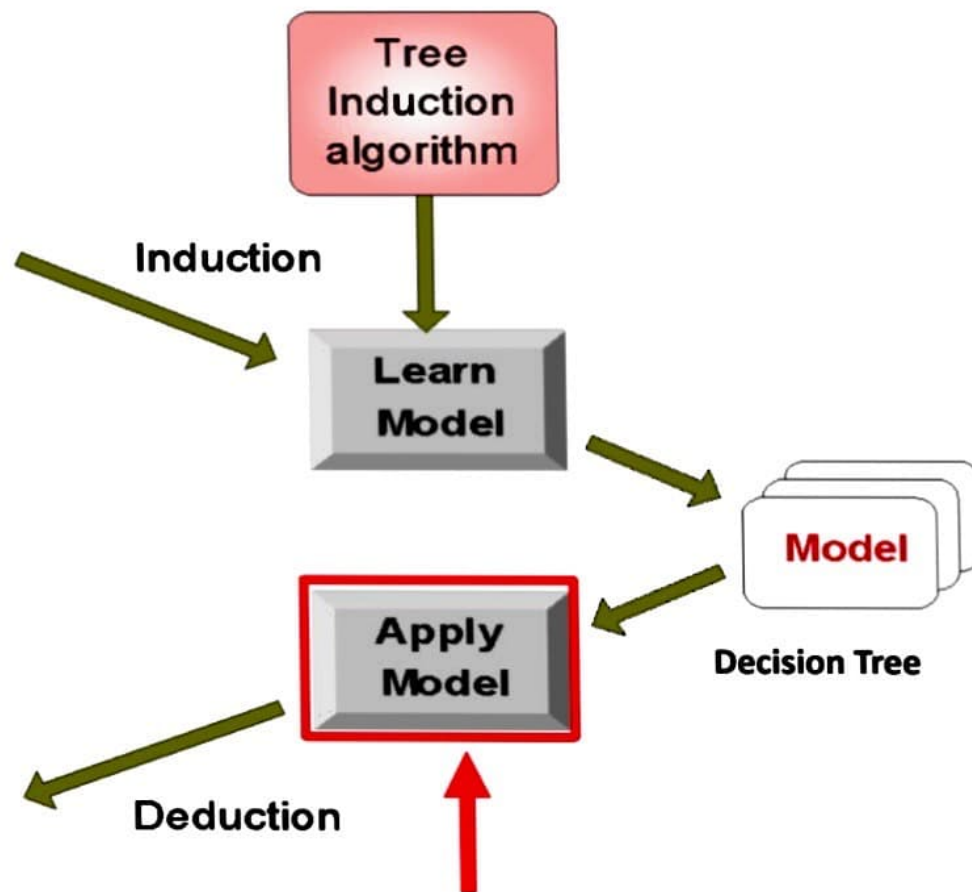 Tree
Induction
algorithm
Induction
Learn
Model
Model
Apply
Model
Decision Tree
Deduction